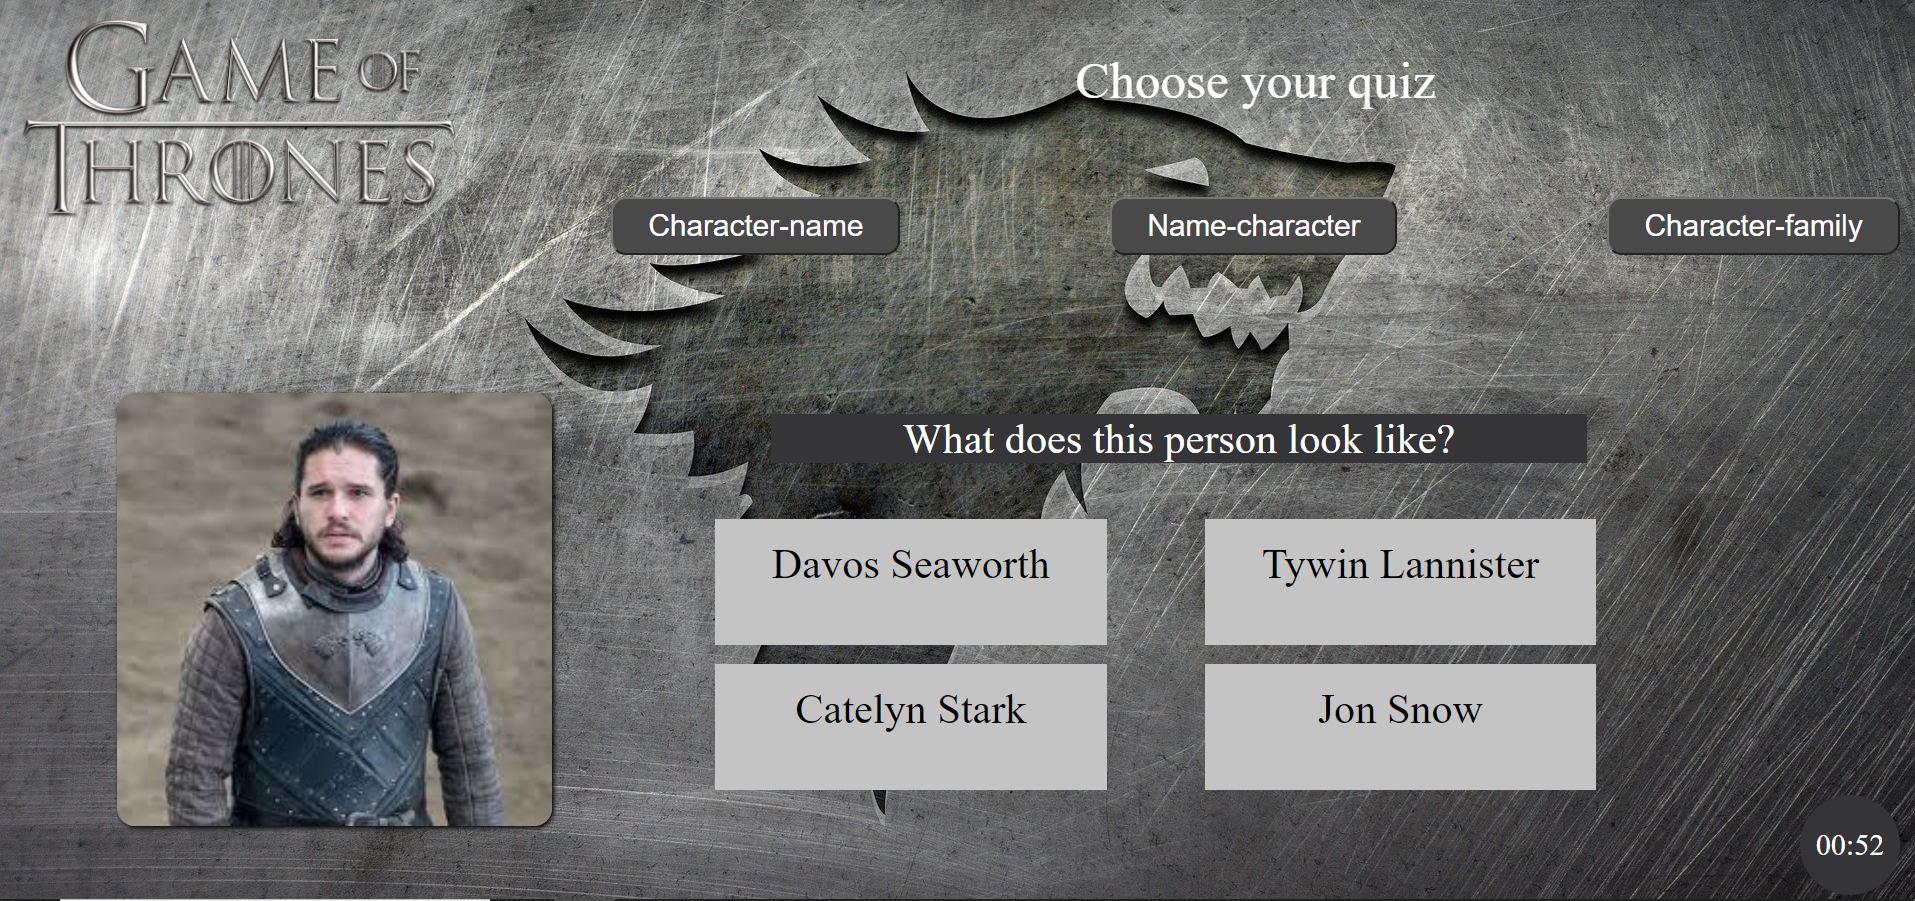 GAME OF
THRONES
Choose your quiz
Character-name
Name-character
Character-family
What does this person look like?
Davos Seaworth
Tywin Lannister
Catelyn Stark
Jon Snow
00:52